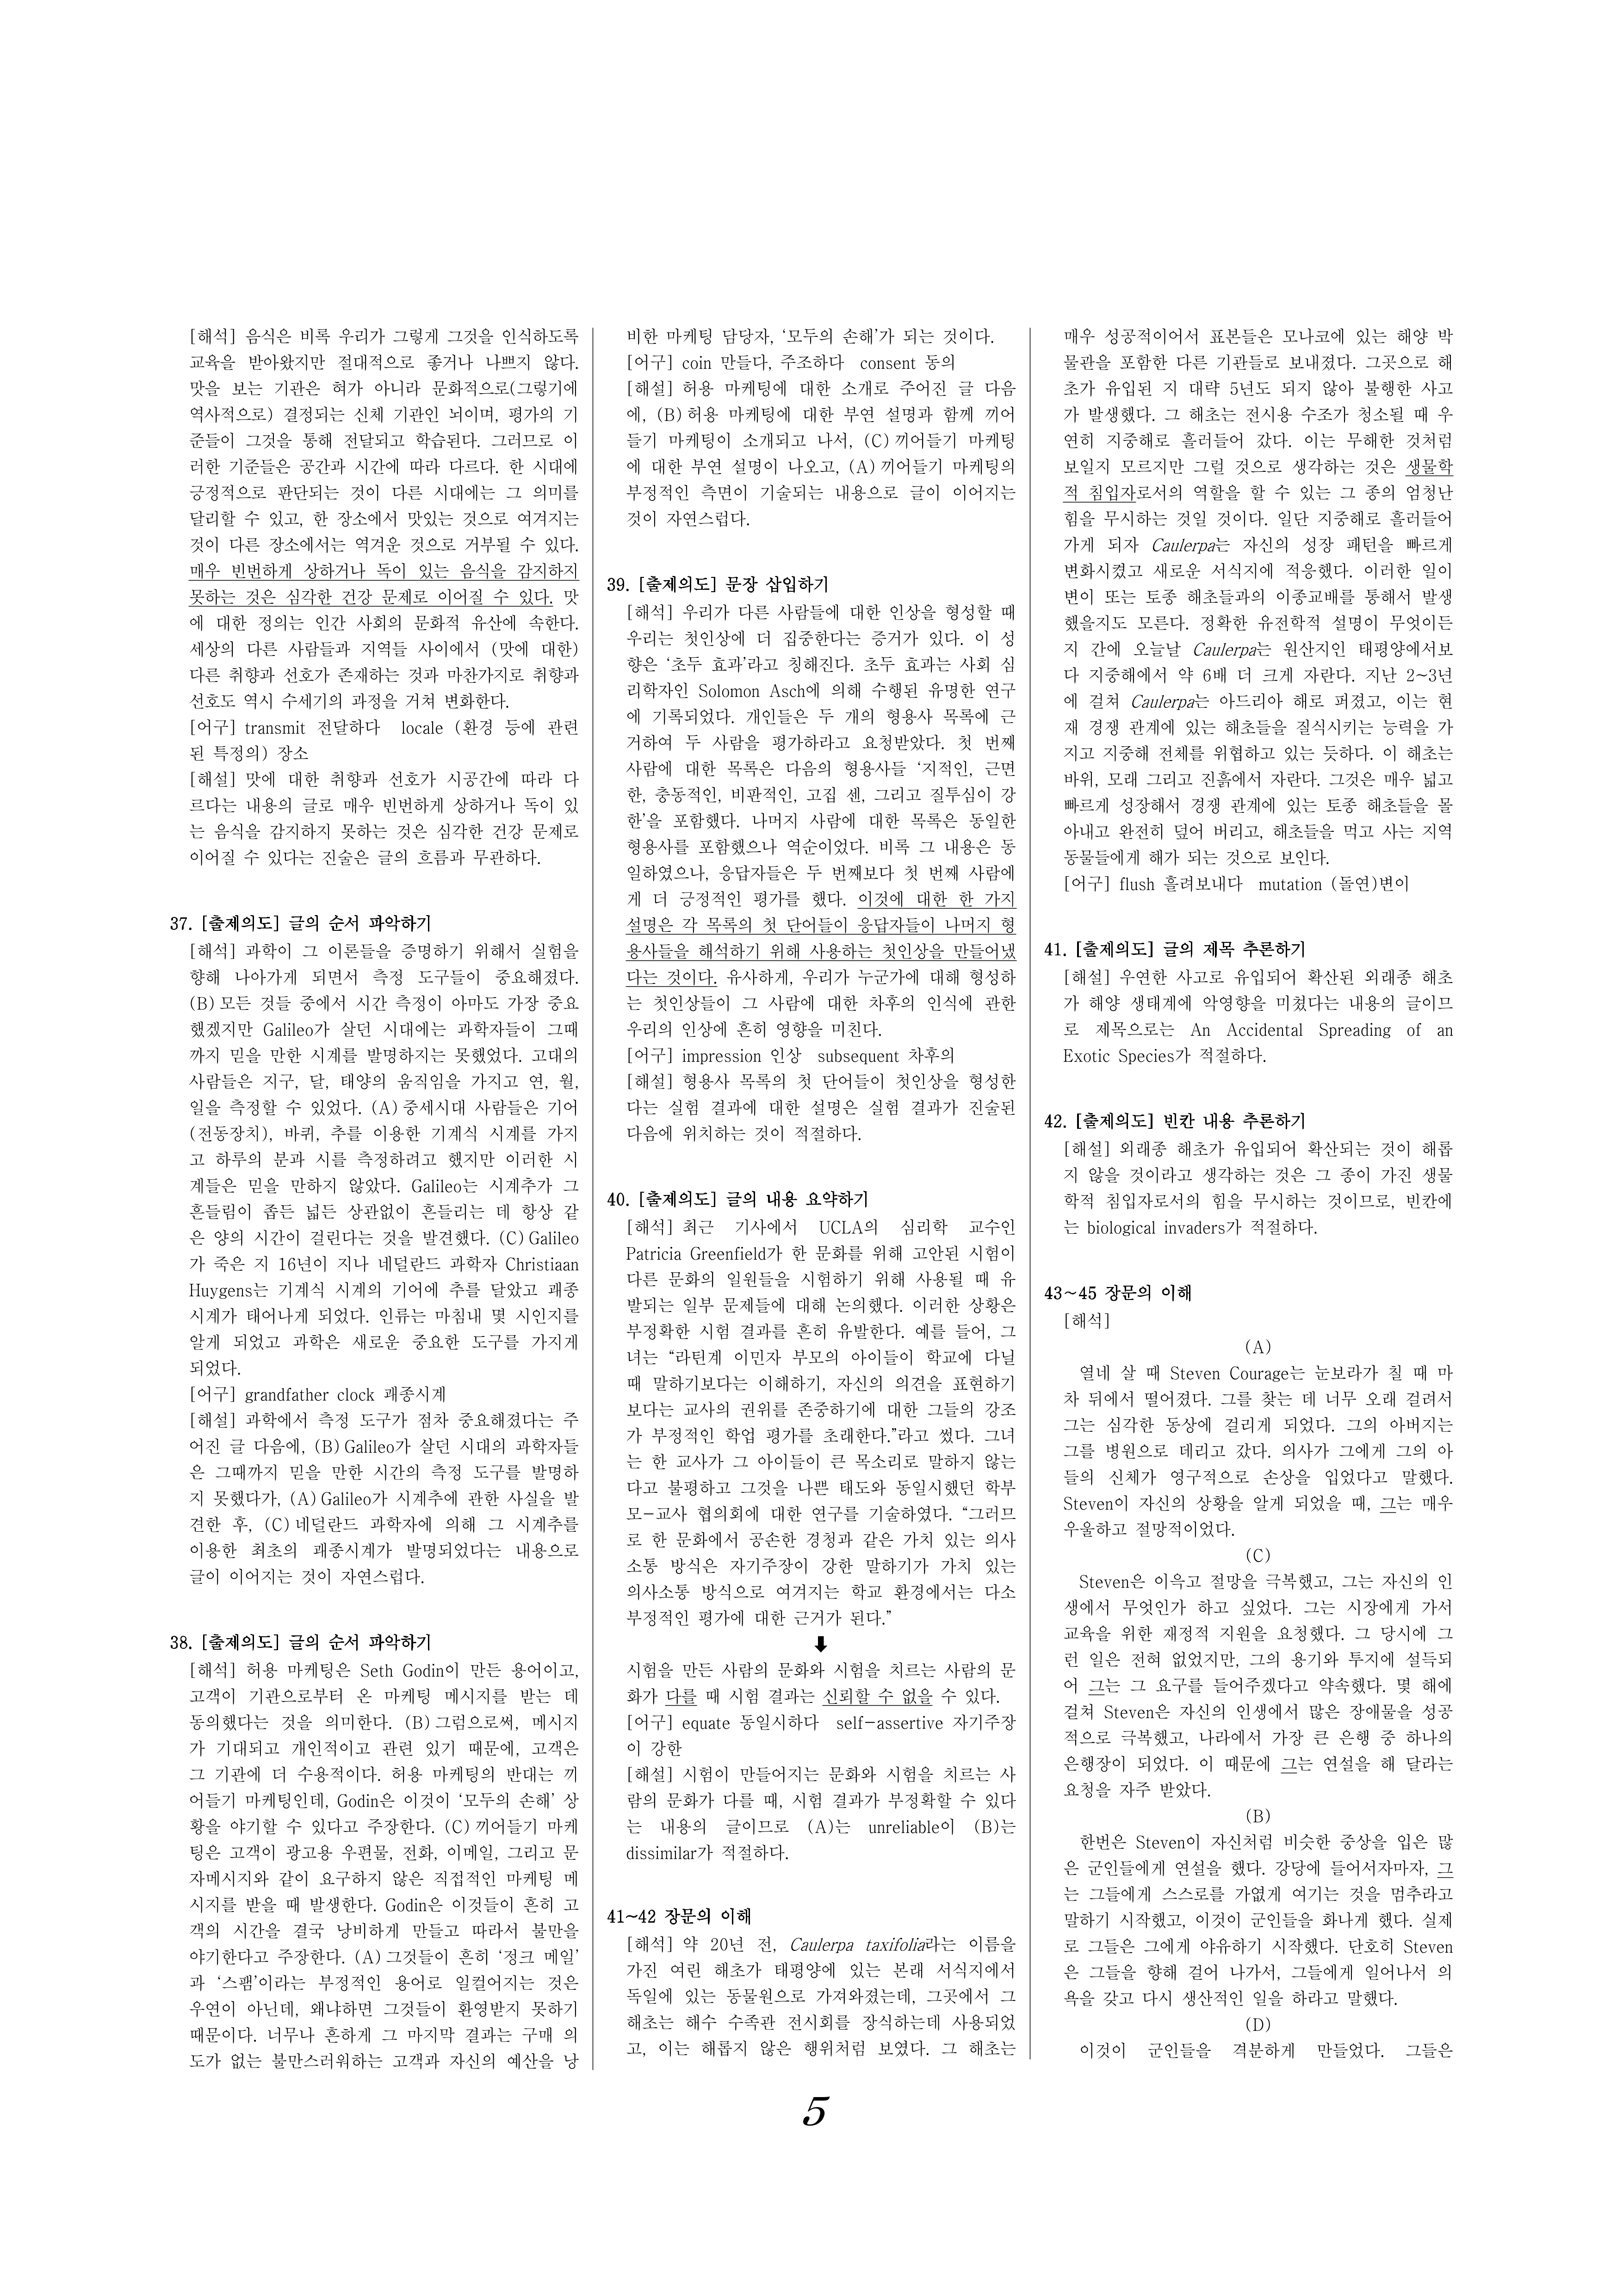 [해석] 음식은 비록 우리가 그렇게 그것을 인식하도록
교육을 받아왔지만 절대적으로 좋거나 나쁘지 않다.
맛을 보는 기관은 혀가 아니라 문화적으로(그렇기에
역사적으로) 결정되는 신체 기관인 뇌이며, 평가의 기
준들이 그것을 통해 전달되고 학습된다. 그러므로 이
러한 기준들은 공간과 시간에 따라 다르다. 한 시대에
긍정적으로 판단되는 것이 다른 시대에는 그 의미를
달리할 수 있고, 한 장소에서 맛있는 것으로 여겨지는
것이 다른 장소에서는 역겨운 것으로 거부될 수 있다.
매우 빈번하게 상하거나 독이 있는 음식을 감지하지
못하는 것은 심각한 건강 문제로 이어질 수 있다. 맛
에 대한 정의는 인간 사회의 문화적 유산에 속한다.
세상의 다른 사람들과 지역들 사이에서 (맛에 대한)
다른 취향과 선호가 존재하는 것과 마찬가지로 취향과
선호도 역시 수세기의 과정을 거쳐 변화한다.
[어구] transmit 전달하다 locale (환경 등에 관련
된 특정의) 장소
[해설] 맛에 대한 취향과 선호가 시공간에 따라 다
르다는 내용의 글로 매우 빈번하게 상하거나 독이 있
는 음식을 감지하지 못하는 것은 심각한 건강 문제로
이어질 수 있다는 진술은 글의 흐름과 무관하다.
37. [출제의도] 글의 순서 파악하기
[해석] 과학이 그 이론들을 증명하기 위해서 실험을
향해 나아가게 되면서 측정 도구들이 중요해졌다.
(B) 모든 것들 중에서 시간 측정이 아마도 가장 중요
했겠지만 Galileo가 살던 시대에는 과학자들이 그때
까지 믿을 만한 시계를 발명하지는 못했었다. 고대의
사람들은 지구, 달, 태양의 움직임을 가지고 연, 월,
일을 측정할 수 있었다. (A) 중세시대 사람들은 기어
(전동장치), 바퀴, 추를 이용한 기계식 시계를 가지
고 하루의 분과 시를 측정하려고 했지만 이러한 시
계들은 믿을 만하지 않았다. Galileo는 시계추가 그
흔들림이 좁든 넓든 상관없이 흔들리는 데 항상 같
은 양의 시간이 걸린다는 것을 발견했다. (C) Galileo
가 죽은 지 16년이 지나 네덜란드 과학자 Christiaan
Huygens는 기계식 시계의 기어에 추를 달았고 괘종
시계가 태어나게 되었다. 인류는 마침내 몇 시인지를
알게 되었고 과학은 새로운 중요한 도구를 가지게
되었다.
[어구] grandfather clock 괘종시계
[해설] 과학에서 측정 도구가 점차 중요해졌다는 주
어진 글 다음에, (B) Galileo가 살던 시대의 과학자들
은 그때까지 믿을 만한 시간의 측정 도구를 발명하
지 못했다가, (A) Galileo가 시계추에 관한 사실을 발
견한 후, (C) 네덜란드 과학자에 의해 그 시계추를
이용한 최초의 괘종시계가 발명되었다는 내용으로
글이 이어지는 것이 자연스럽다.
38. [출제의도] 글의 순서 파악하기
[해석] 허용 마케팅은 Seth Godin이 만든 용어이고,
고객이 기관으로부터 온 마케팅 메시지를 받는 데
동의했다는 것을 의미한다. (B) 그럼으로써, 메시지
가 기대되고 개인적이고 관련 있기 때문에, 고객은
그 기관에 더 수용적이다. 허용 마케팅의 반대는 끼
어들기 마케팅인데, Godin은 이것이 ‘모두의 손해’ 상
황을 야기할 수 있다고 주장한다. (C) 끼어들기 마케
팅은 고객이 광고용 우편물, 전화, 이메일, 그리고 문
자메시지와 같이 요구하지 않은 직접적인 마케팅 메
시지를 받을 때 발생한다. Godin은 이것들이 흔히 고
객의 시간을 결국 낭비하게 만들고 따라서 불만을
야기한다고 주장한다. (A) 그것들이 흔히 ‘정크 메일’
과 ‘스팸’이라는 부정적인 용어로 일컬어지는 것은
우연이 아닌데, 왜냐하면 그것들이 환영받지 못하기
때문이다. 너무나 흔하게 그 마지막 결과는 구매 의
도가 없는 불만스러워하는 고객과 자신의 예산을 낭
비한 마케팅 담당자, ‘모두의 손해’가 되는 것이다.
[어구] coin 만들다, 주조하다 consent 동의
[해설] 허용 마케팅에 대한 소개로 주어진 글 다음
에, (B) 허용 마케팅에 대한 부연 설명과 함께 끼어
들기 마케팅이 소개되고 나서, (C) 끼어들기 마케팅
에 대한 부연 설명이 나오고, (A) 끼어들기 마케팅의
부정적인 측면이 기술되는 내용으로 글이 이어지는
것이 자연스럽다.
39. [출제의도] 문장 삽입하기
[해석] 우리가 다른 사람들에 대한 인상을 형성할 때
우리는 첫인상에 더 집중한다는 증거가 있다. 이 성
향은 ‘초두 효과’라고 칭해진다. 초두 효과는 사회 심
리학자인 Solomon Asch에 의해 수행된 유명한 연구
에 기록되었다. 개인들은 두 개의 형용사 목록에 근
거하여 두 사람을 평가하라고 요청받았다. 첫 번째
사람에 대한 목록은 다음의 형용사들 ‘지적인, 근면
한, 충동적인, 비판적인, 고집 센, 그리고 질투심이 강
한’을 포함했다. 나머지 사람에 대한 목록은 동일한
형용사를 포함했으나 역순이었다. 비록 그 내용은 동
일하였으나, 응답자들은 두 번째보다 첫 번째 사람에
게 더 긍정적인 평가를 했다. 이것에 대한 한 가지
설명은 각 목록의 첫 단어들이 응답자들이 나머지 형
용사들을 해석하기 위해 사용하는 첫인상을 만들어냈
다는 것이다. 유사하게, 우리가 누군가에 대해 형성하
는 첫인상들이 그 사람에 대한 차후의 인식에 관한
우리의 인상에 흔히 영향을 미친다.
[어구] impression 인상 subsequent 차후의
[해설] 형용사 목록의 첫 단어들이 첫인상을 형성한
다는 실험 결과에 대한 설명은 실험 결과가 진술된
다음에 위치하는 것이 적절하다.
40. [출제의도] 글의 내용 요약하기
[해석] 최근 기사에서 UCLA의 심리학 교수인
Patricia Greenfield가 한 문화를 위해 고안된 시험이
다른 문화의 일원들을 시험하기 위해 사용될 때 유
발되는 일부 문제들에 대해 논의했다. 이러한 상황은
부정확한 시험 결과를 흔히 유발한다. 예를 들어, 그
녀는 “라틴계 이민자 부모의 아이들이 학교에 다닐
때 말하기보다는 이해하기, 자신의 의견을 표현하기
보다는 교사의 권위를 존중하기에 대한 그들의 강조
가 부정적인 학업 평가를 초래한다.”라고 썼다. 그녀
는 한 교사가 그 아이들이 큰 목소리로 말하지 않는
다고 불평하고 그것을 나쁜 태도와 동일시했던 학부
모-교사 협의회에 대한 연구를 기술하였다. “그러므
로 한 문화에서 공손한 경청과 같은 가치 있는 의사
소통 방식은 자기주장이 강한 말하기가 가치 있는
의사소통 방식으로 여겨지는 학교 환경에서는 다소
부정적인 평가에 대한 근거가 된다.”
시험을 만든 사람의 문화와 시험을 치르는 사람의 문
화가 다를 때 시험 결과는 신뢰할 수 없을 수 있다.
[어구] equate 동일시하다 self-assertive 자기주장
이 강한
[해설] 시험이 만들어지는 문화와 시험을 치르는 사
람의 문화가 다를 때, 시험 결과가 부정확할 수 있다
는 내용의 글이므로 (A)는 unreliable이 (B)는
dissimilar가 적절하다.
41~42 장문의 이해
[해석] 약 20년 전, Caulerpa taxifolia라는 이름을
가진 여린 해초가 태평양에 있는 본래 서식지에서
독일에 있는 동물원으로 가져와졌는데, 그곳에서 그
해초는 해수 수족관 전시회를 장식하는데 사용되었
고, 이는 해롭지 않은 행위처럼 보였다. 그 해초는
매우 성공적이어서 표본들은 모나코에 있는 해양 박
물관을 포함한 다른 기관들로 보내졌다. 그곳으로 해
초가 유입된 지 대략 5년도 되지 않아 불행한 사고
가 발생했다. 그 해초는 전시용 수조가 청소될 때 우
연히 지중해로 흘러들어 갔다. 이는 무해한 것처럼
보일지 모르지만 그럴 것으로 생각하는 것은 생물학
적 침입자로서의 역할을 할 수 있는 그 종의 엄청난
힘을 무시하는 것일 것이다. 일단 지중해로 흘러들어
가게 되자 Caulerpa는 자신의 성장 패턴을 빠르게
변화시켰고 새로운 서식지에 적응했다. 이러한 일이
변이 또는 토종 해초들과의 이종교배를 통해서 발생
했을지도 모른다. 정확한 유전학적 설명이 무엇이든
지 간에 오늘날 Caulerpa는 원산지인 태평양에서보
다 지중해에서 약 6배 더 크게 자란다. 지난 2~3년
에 걸쳐 Caulerpa는 아드리아 해로 퍼졌고, 이는 현
재 경쟁 관계에 있는 해초들을 질식시키는 능력을 가
지고 지중해 전체를 위협하고 있는 듯하다. 이 해초는
바위, 모래 그리고 진흙에서 자란다. 그것은 매우 넓고
빠르게 성장해서 경쟁 관계에 있는 토종 해초들을 몰
아내고 완전히 덮어 버리고, 해초들을 먹고 사는 지역
동물들에게 해가 되는 것으로 보인다.
[어구] flush 흘려보내다 mutation (돌연)변이
41. [출제의도] 글의 제목 추론하기
[해설] 우연한 사고로 유입되어 확산된 외래종 해초
가 해양 생태계에 악영향을 미쳤다는 내용의 글이므
로 제목으로는 An Accidental Spreading of an
Exotic Species가 적절하다.
42. [출제의도] 빈칸 내용 추론하기
[해설] 외래종 해초가 유입되어 확산되는 것이 해롭
지 않을 것이라고 생각하는 것은 그 종이 가진 생물
학적 침입자로서의 힘을 무시하는 것이므로, 빈칸에
는 biological invaders가 적절하다.
43~45 장문의 이해
[해석]
(A)
열네 살 때 Steven Courage는 눈보라가 칠 때 마
차 뒤에서 떨어졌다. 그를 찾는 데 너무 오래 걸려서
그는 심각한 동상에 걸리게 되었다. 그의 아버지는
그를 병원으로 데리고 갔다. 의사가 그에게 그의 아
들의 신체가 영구적으로 손상을 입었다고 말했다.
Steven이 자신의 상황을 알게 되었을 때, 그는 매우
우울하고 절망적이었다.
(C)
Steven은 이윽고 절망을 극복했고, 그는 자신의 인
생에서 무엇인가 하고 싶었다. 그는 시장에게 가서
교육을 위한 재정적 지원을 요청했다. 그 당시에 그
런 일은 전혀 없었지만, 그의 용기와 투지에 설득되
어 그는 그 요구를 들어주겠다고 약속했다. 몇 해에
걸쳐 Steven은 자신의 인생에서 많은 장애물을 성공
적으로 극복했고, 나라에서 가장 큰 은행 중 하나의
은행장이 되었다. 이 때문에 그는 연설을 해 달라는
요청을 자주 받았다.
(B)
한번은 Steven이 자신처럼 비슷한 중상을 입은 많
은 군인들에게 연설을 했다. 강당에 들어서자마자, 그
는 그들에게 스스로를 가엾게 여기는 것을 멈추라고
말하기 시작했고, 이것이 군인들을 화나게 했다. 실제
로 그들은 그에게 야유하기 시작했다. 단호히 Steven
은 그들을 향해 걸어 나가서, 그들에게 일어나서 의
욕을 갖고 다시 생산적인 일을 하라고 말했다.
(D)
이것이 군인들을 격분하게 만들었다. 그들은
5